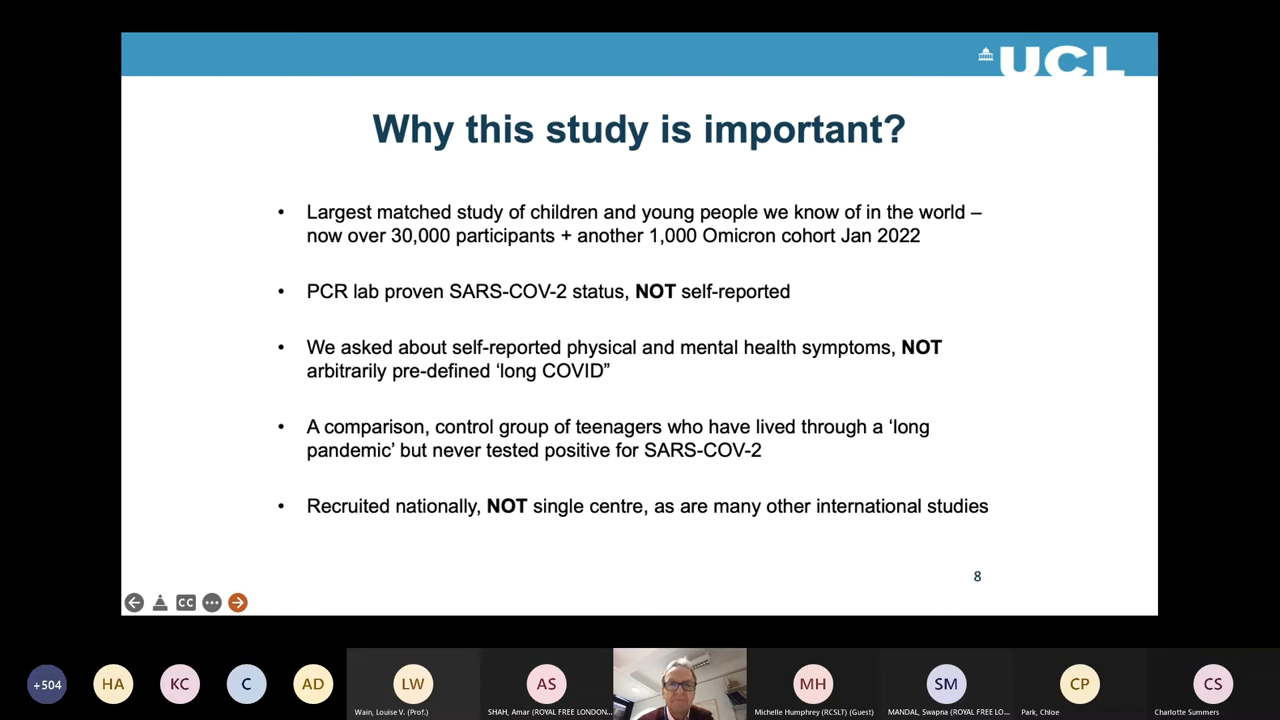 UCL
Why this study is important?
• Largest matched study of children and young people we know of in the world –
now over 30,000 participants + another 1,000 Omicron cohort Jan 2022
• PCR lab proven SARS-COV-2 status, NOT self-reported
• We asked about self-reported physical and mental health symptoms, NOT
arbitrarily pre-defined ‘long COVID”
• A comparison, control group of teenagers who have lived through a ‘long
pandemic’ but never tested positive for SARS-COV-2
• Recruited nationally, NOT single centre, as are many other international studies
8
CC
+504
HA
KC
C
AD
LW
AS
MH
SM
CP
CS
Wain, Louise V. (Prof.)
SHAH, Amar (ROYAL FREE LONDON...
Michelle Humphrey (RCSLT) (Guest)
MANDAL, Swapna (ROYAL FREE LO...
Park, Chloe
Charlotte Summers